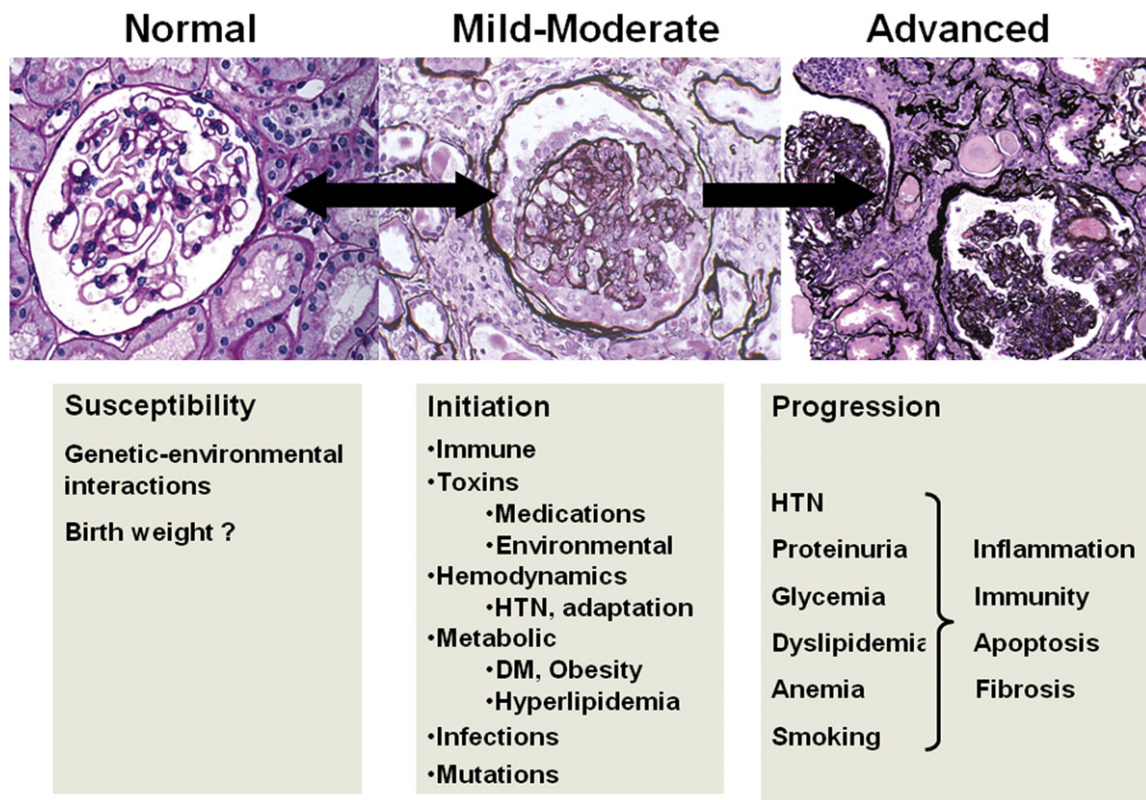 Normal
Mild-Moderate
Advanced
Susceptibility
Genetic-environmental
interactions
Birth weight ?
Initiation
•Immune
•Toxins
•Medications
•Environmental
•Hemodynamics
•HTN, adaptation
•Metabolic
•DM, Obesity
•Hyperlipidemia
•Infections
•Mutations
Progression
HTN
Proteinuria
Glycemia
Dyslipidemia
Anemia
Smoking
Inflammation
Immunity
Apoptosis
Fibrosis